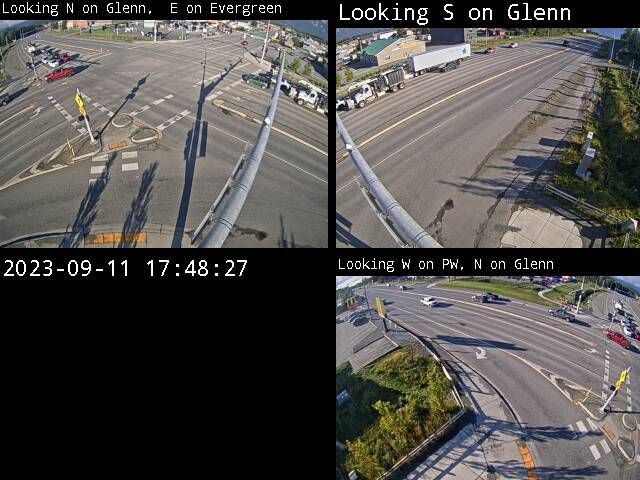 Looking N on Glenn,  E on Evergreen
Looking S on Glenn
2023-09-11 17:48:27
Looking W on PW, N on Glenn